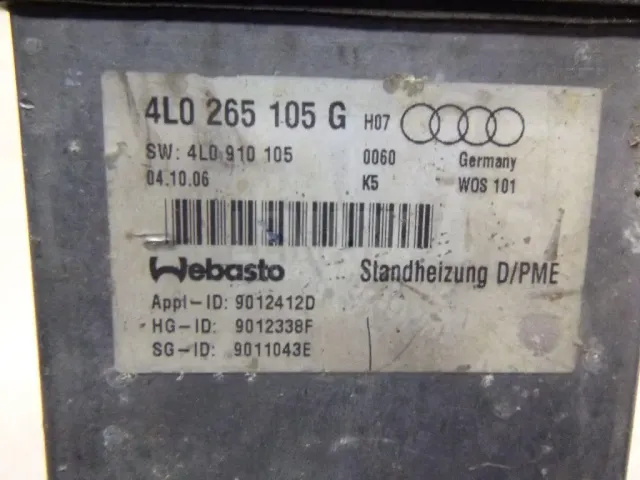 4L0 265 105 G H07
SW: 4L0 910 105 0060 Germany
04.10.06 K5 WOS 101
Webasto Standheizung D/PME
Appl-ID: 9012412D
HG-ID: 9012338F
SG-ID: 9011043E